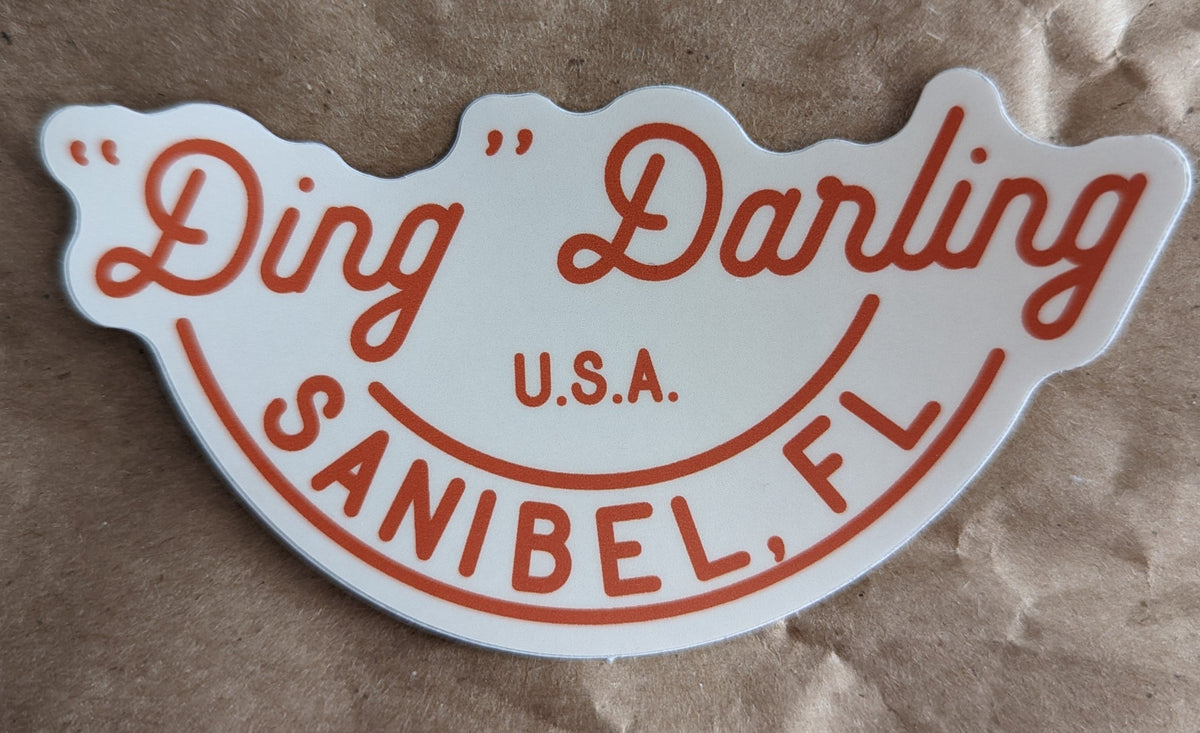 “Ding” Darling
U.S.A.
SANIBEL, FL